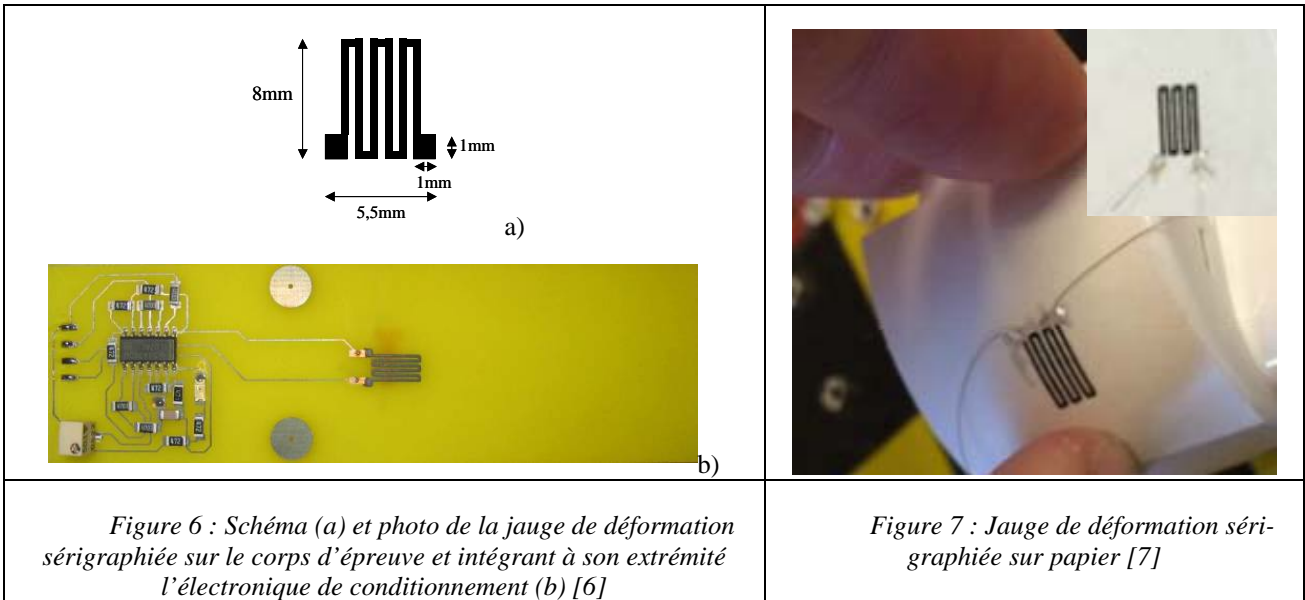 8mm
1mm
1mm
5,5mm
a)
b)
Figure 6 : Schéma (a) et photo de la jauge de déformation
sérigraphiée sur le corps d'épreuve et intégrant à son extrémité
l'électronique de conditionnement (b) [6]
Figure 7 : Jauge de déformation séri-
graphiée sur papier [7]